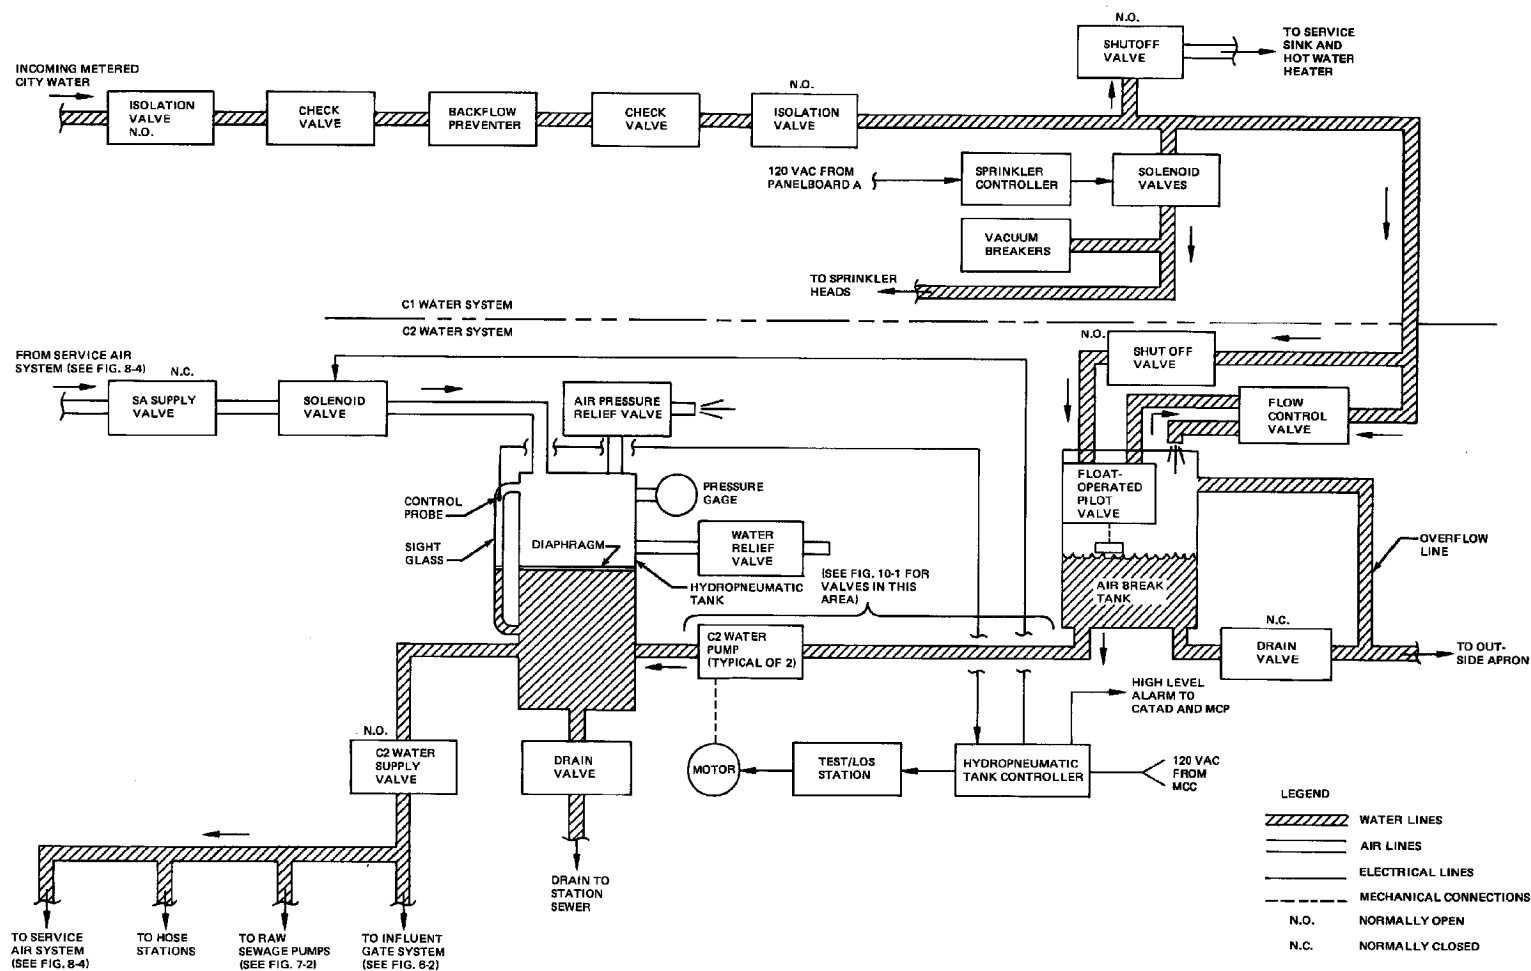 N.O.
SHUTOFF
VALVE
TO SERVICE
SINK AND
HOT WATER
HEATER
INCOMING METERED
CITY WATER
ISOLATION
VALVE
N.O.
CHECK
VALVE
BACKFLOW
PREVENTER
CHECK
VALVE
N.O.
ISOLATION
VALVE
120 VAC FROM
PANELBOARD A
SPRINKLER
CONTROLLER
SOLENOID
VALVES
VACUUM
BREAKERS
TO SPRINKLER
HEADS
C1 WATER SYSTEM
C2 WATER SYSTEM
FROM SERVICE AIR
SYSTEM (SEE FIG. 8-4)
N.C.
SA SUPPLY
VALVE
SOLENOID
VALVE
AIR PRESSURE
RELIEF VALVE
N.O.
SHUT OFF
VALVE
FLOW
CONTROL
VALVE
CONTROL
PROBE
SIGHT
GLASS
DIAPHRAGM
PRESSURE
GAGE
WATER
RELIEF
VALVE
HYDROPNEUMATIC
TANK
(SEE FIG. 10-1 FOR
VALVES IN THIS
AREA)
FLOAT-
OPERATED
PILOT
VALVE
AIR BREAK
TANK
OVERFLOW
LINE
C2 WATER
PUMP
(TYPICAL OF 2)
N.C.
DRAIN
VALVE
TO OUT-
SIDE APRON
HIGH LEVEL
ALARM TO
CATAD AND MCP
N.O.
C2 WATER
SUPPLY
VALVE
DRAIN
VALVE
MOTOR
TEST/LOS
STATION
HYDROPNEUMATIC
TANK CONTROLLER
120 VAC
FROM
MCC
DRAIN TO
STATION
SEWER
TO SERVICE
AIR SYSTEM
(SEE FIG. 8-4)
TO HOSE
STATIONS
TO RAW
SEWAGE PUMPS
(SEE FIG. 7-2)
TO INFLUENT
GATE SYSTEM
(SEE FIG. 6-2)
LEGEND
WATER LINES
AIR LINES
ELECTRICAL LINES
MECHANICAL CONNECTIONS
N.O. NORMALLY OPEN
N.C. NORMALLY CLOSED